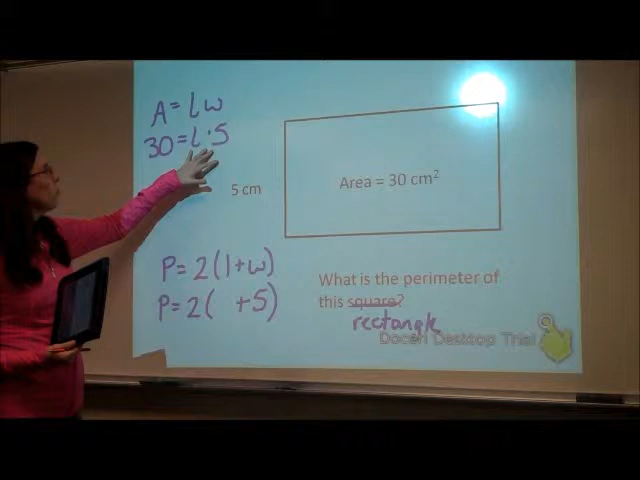 A = lw
30 = l · 5
5 cm
Area = 30 cm²
P = 2(l + w)
P = 2(  + 5)
What is the perimeter of
this square?
rectangle
Doceri Desktop Trial